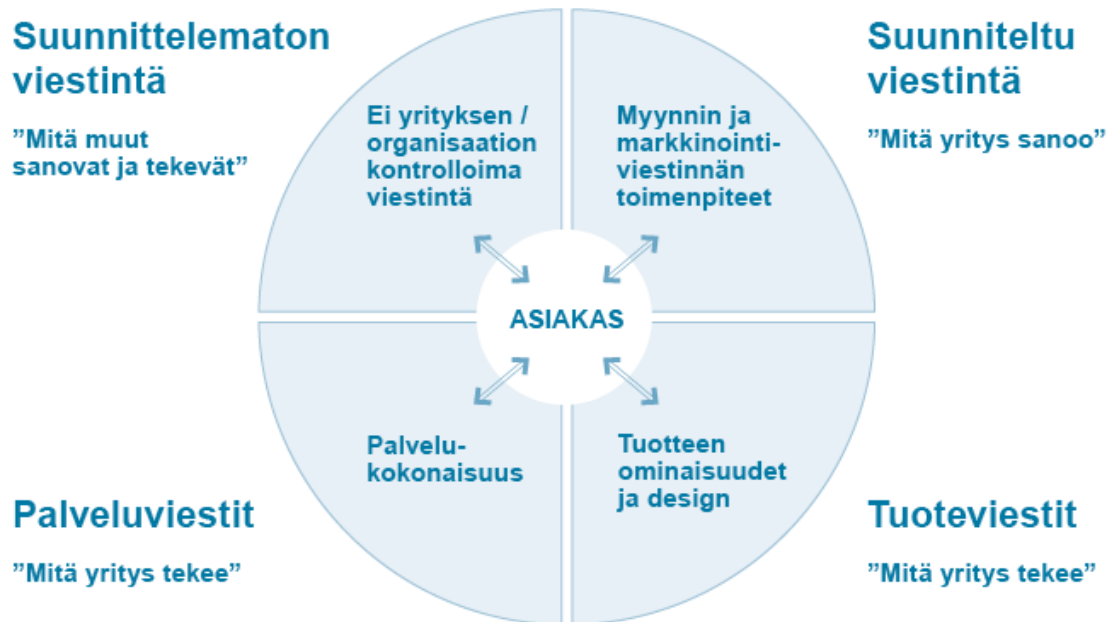 Suunnittelematon
viestintä
”Mitä muut
sanovat ja tekevät”
Ei yrityksen /
organisaation
kontrolloima
viestintä
Myynnin ja
markkinointi-
viestinnän
toimenpiteet
Suunniteltu
viestintä
”Mitä yritys sanoo”
ASIAKAS
Palveluviestit
”Mitä yritys tekee”
Palvelu-
kokonaisuus
Tuotteen
ominaisuudet
ja design
Tuoteviestit
”Mitä yritys tekee”